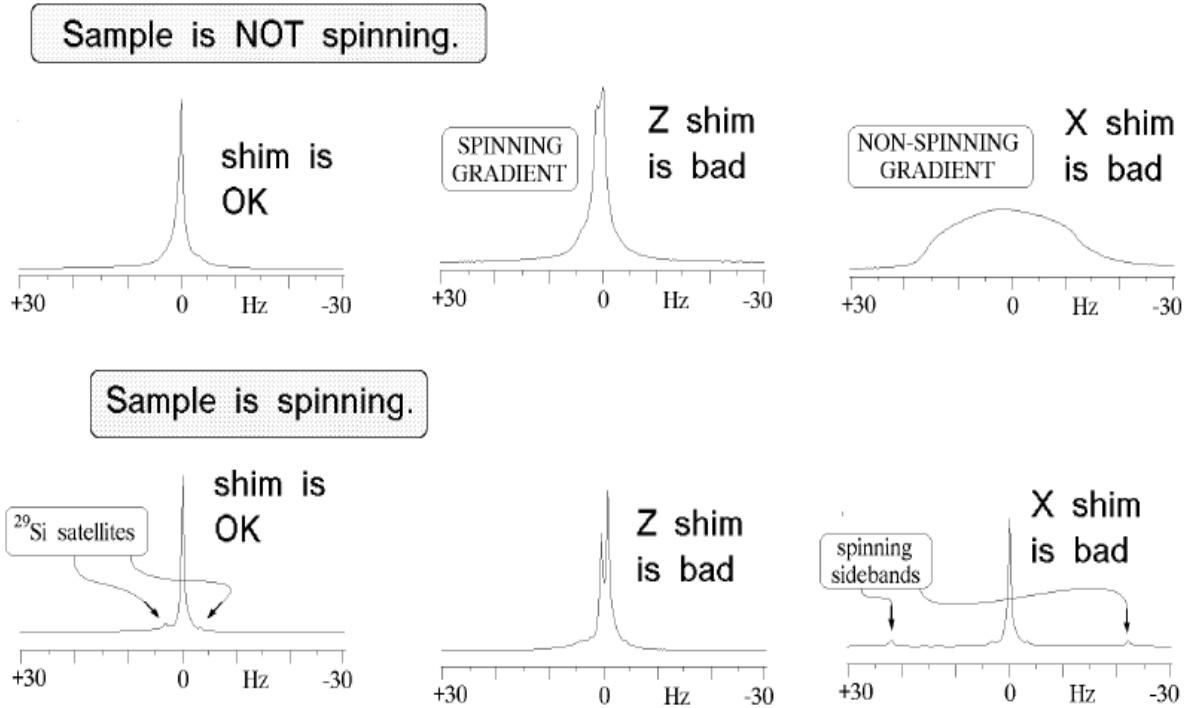 Sample is NOT spinning.
shim is
OK
SPINNING
GRADIENT
Z shim
is bad
NON-SPINNING
GRADIENT
X shim
is bad
+30 0 Hz -30
+30 0 Hz -30
+30 0 Hz -30
Sample is spinning.
29Si satellites
shim is
OK
Z shim
is bad
spinning
sidebands
X shim
is bad
+30 0 Hz -30
+30 0 Hz -30
+30 0 Hz -30